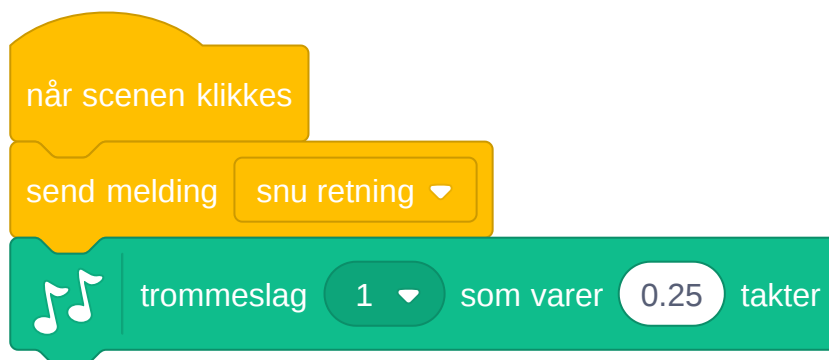 når scenen klikkes
send melding snu retning
trommeslag 1 som varer 0.25 takter